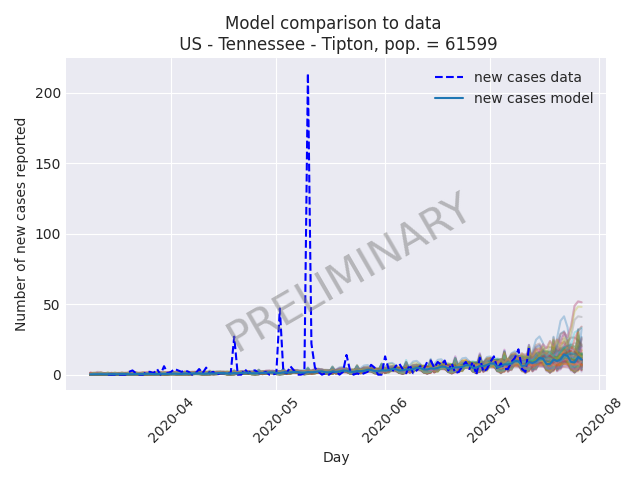 Model comparison to data
US - Tennessee - Tipton, pop. = 61599
new cases data
new cases model
Number of new cases reported
200
150
100
50
0
PRELIMINARY
2020-04
2020-05
2020-06
2020-07
2020-08
Day